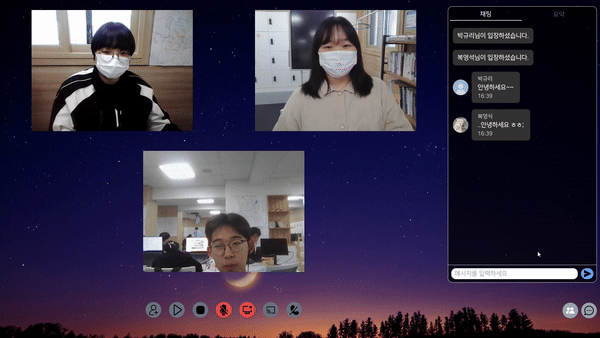 채팅
요약
박규리님이 입장하셨습니다.
복영석님이 입장하셨습니다.
박규리
안녕하세요~~
16:39
복영석
..안녕하세요 ㅎㅎ;
16:39
메시지를 입력하세요